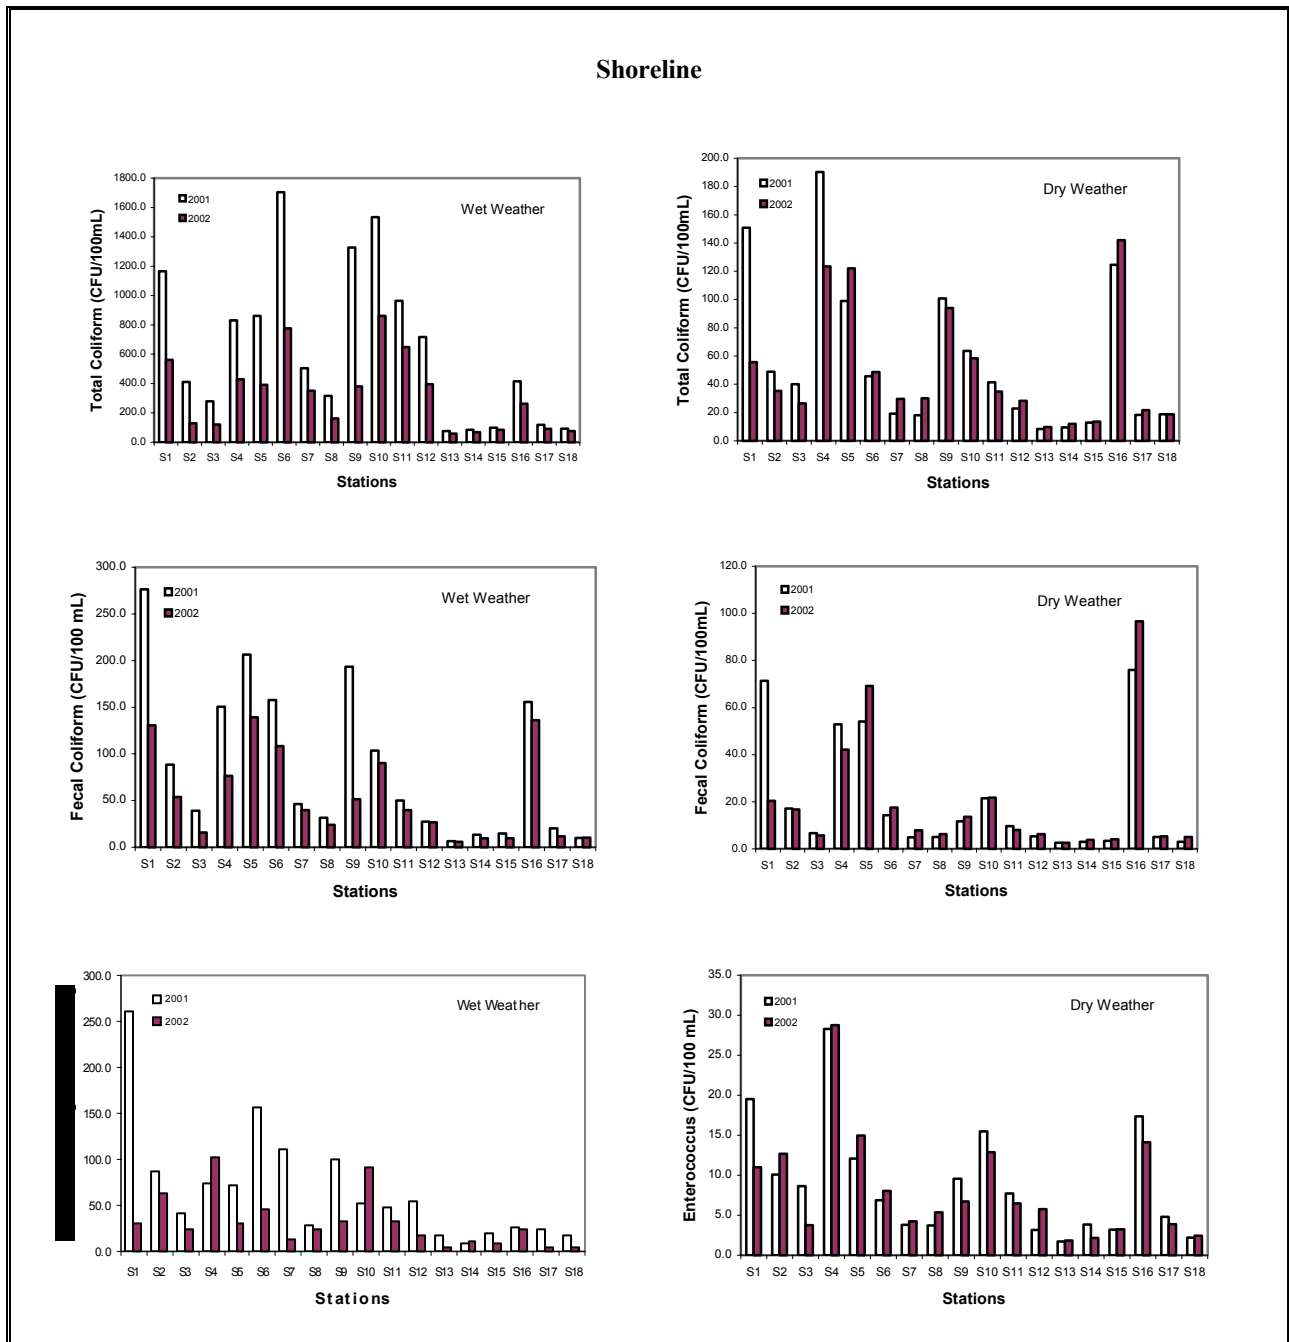 Shoreline
Total Coliform (CFU/100mL)
1800.0
1600.0
1400.0
1200.0
1000.0
800.0
600.0
400.0
200.0
0.0
2001
2002
Wet Weather
S1 S2 S3 S4 S5 S6 S7 S8 S9 S10 S11 S12 S13 S14 S15 S16 S17 S18
Stations
Total Coliform (CFU/100mL)
200.0
180.0
160.0
140.0
120.0
100.0
80.0
60.0
40.0
20.0
0.0
2001
2002
Dry Weather
S1 S2 S3 S4 S5 S6 S7 S8 S9 S10 S11 S12 S13 S14 S15 S16 S17 S18
Stations
Fecal Coliform (CFU/100 mL)
300.0
250.0
200.0
150.0
100.0
50.0
0.0
2001
2002
Wet Weather
S1 S2 S3 S4 S5 S6 S7 S8 S9 S10 S11 S12 S13 S14 S15 S16 S17 S18
Stations
Fecal Coliform (CFU/100mL)
120.0
100.0
80.0
60.0
40.0
20.0
0.0
2001
2002
Dry Weather
S1 S2 S3 S4 S5 S6 S7 S8 S9 S10 S11 S12 S13 S14 S15 S16 S17 S18
Stations
300.0
250.0
200.0
150.0
100.0
50.0
0.0
2001
2002
Wet Weather
S1 S2 S3 S4 S5 S6 S7 S8 S9 S10 S11 S12 S13 S14 S15 S16 S17 S18
Stations
Enterococcus (CFU/100 mL)
35.0
30.0
25.0
20.0
15.0
10.0
5.0
0.0
2001
2002
Dry Weather
S1 S2 S3 S4 S5 S6 S7 S8 S9 S10 S11 S12 S13 S14 S15 S16 S17 S18
Stations